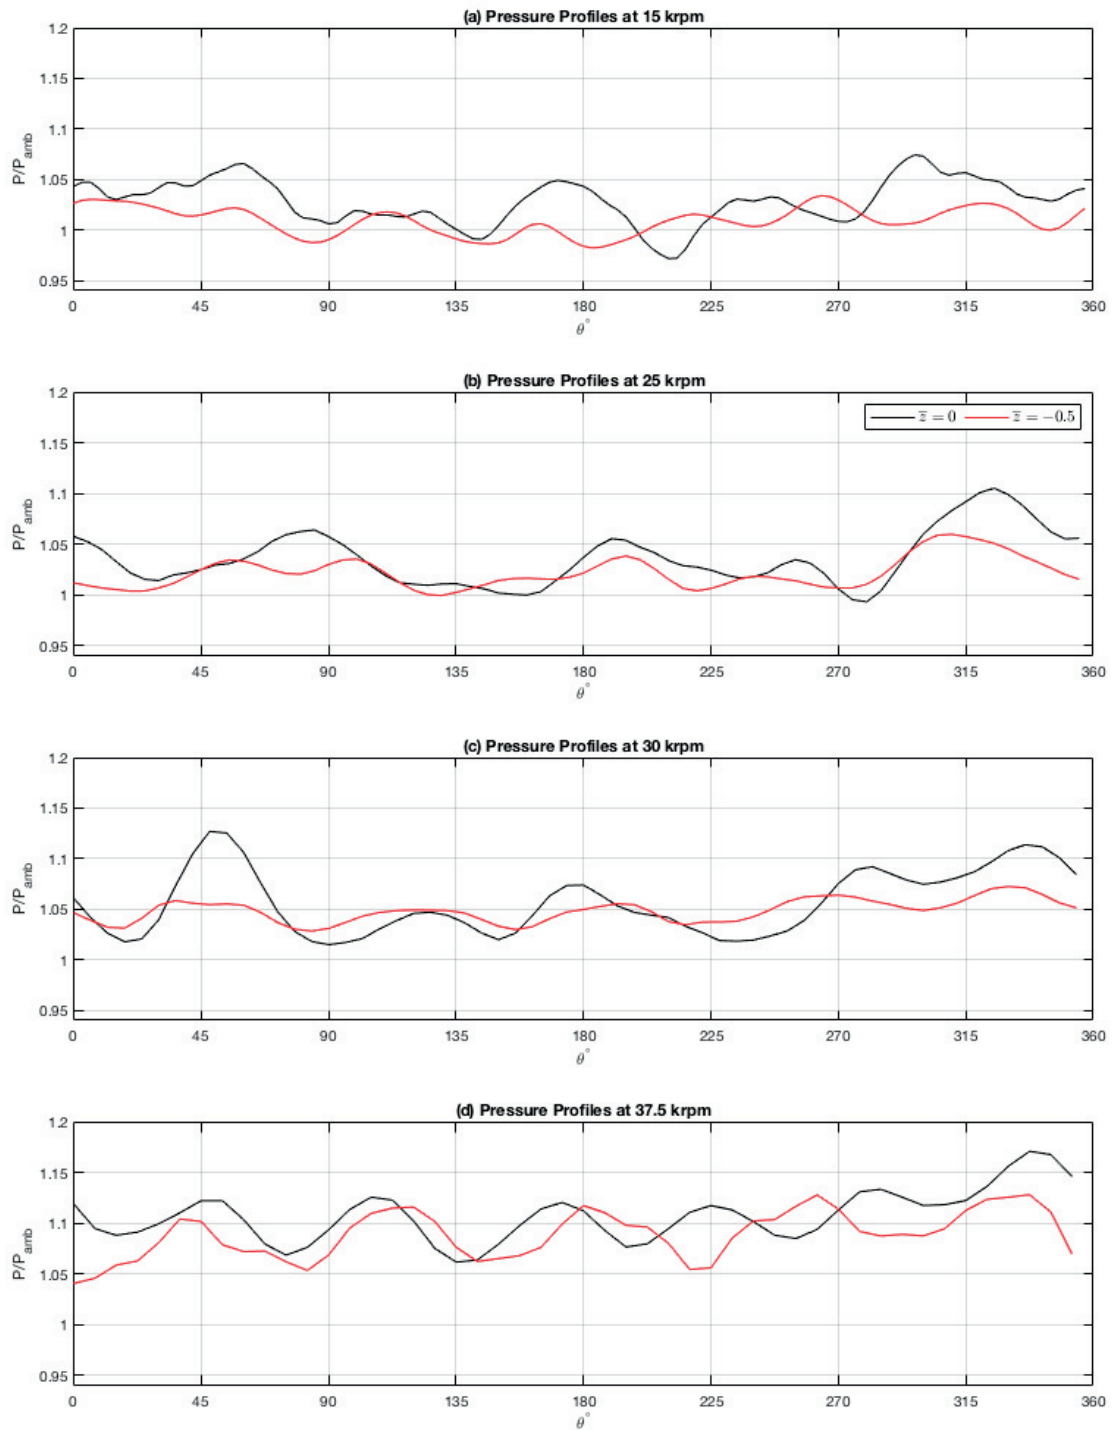 (a) Pressure Profiles at 15 krpm
1.2
1.15
1.1
1.05
1
0.95
P/Pamb
0 45 90 135 180 225 270 315 360
θ°
(b) Pressure Profiles at 25 krpm
z̅ = 0 z̅ = −0.5
1.2
1.15
1.1
1.05
1
0.95
P/Pamb
0 45 90 135 180 225 270 315 360
θ°
(c) Pressure Profiles at 30 krpm
1.2
1.15
1.1
1.05
1
0.95
P/Pamb
0 45 90 135 180 225 270 315 360
θ°
(d) Pressure Profiles at 37.5 krpm
1.2
1.15
1.1
1.05
1
0.95
P/Pamb
0 45 90 135 180 225 270 315 360
θ°